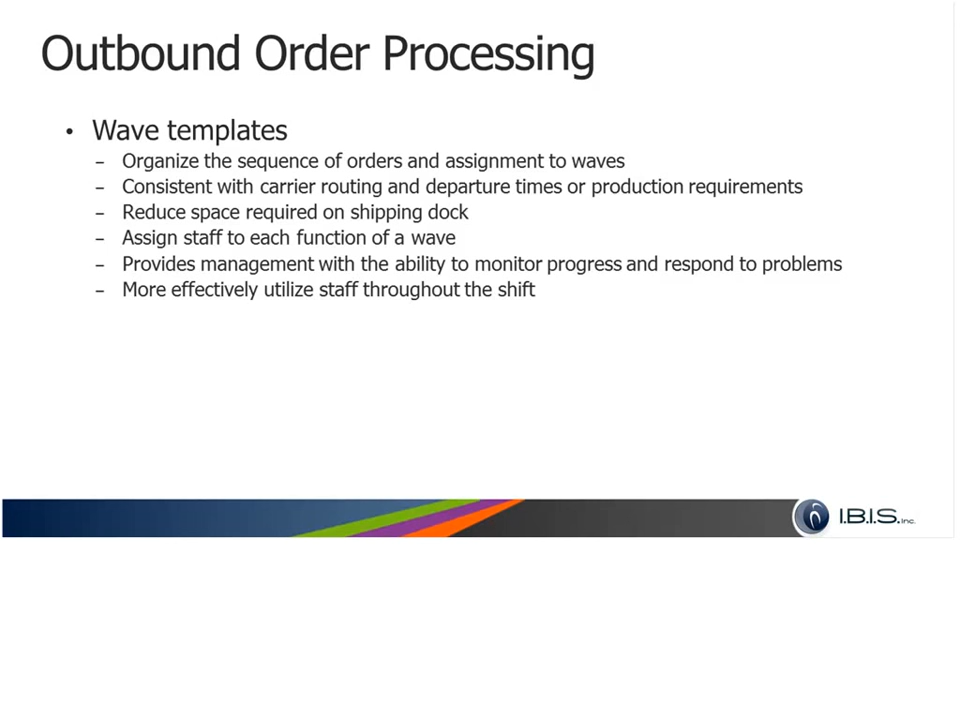 Outbound Order Processing
• Wave templates
– Organize the sequence of orders and assignment to waves
– Consistent with carrier routing and departure times or production requirements
– Reduce space required on shipping dock
– Assign staff to each function of a wave
– Provides management with the ability to monitor progress and respond to problems
– More effectively utilize staff throughout the shift
I.B.I.S. Inc.